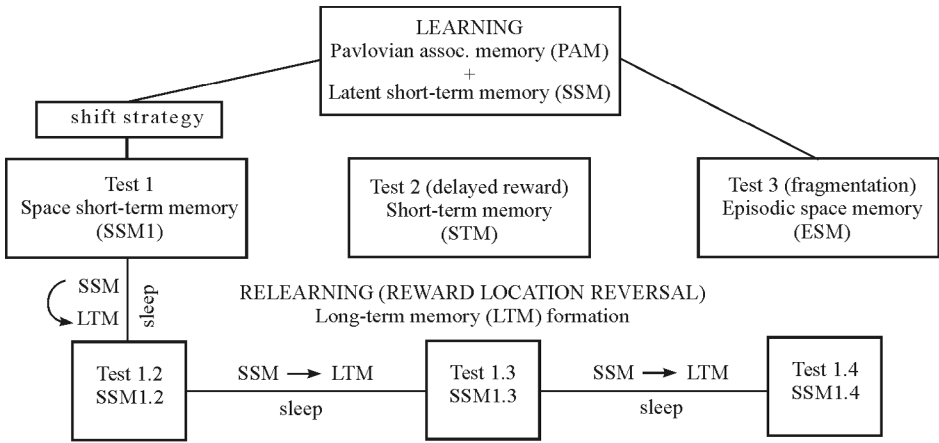 LEARNING
Pavlovian assoc. memory (PAM)
+
Latent short-term memory (SSM)
shift strategy
Test 1
Space short-term memory
(SSM1)
Test 2 (delayed reward)
Short-term memory
(STM)
Test 3 (fragmentation)
Episodic space memory
(ESM)
SSM
LTM
sleep
RELEARNING (REWARD LOCATION REVERSAL)
Long-term memory (LTM) formation
Test 1.2
SSM1.2
SSM → LTM
sleep
Test 1.3
SSM1.3
SSM → LTM
sleep
Test 1.4
SSM1.4